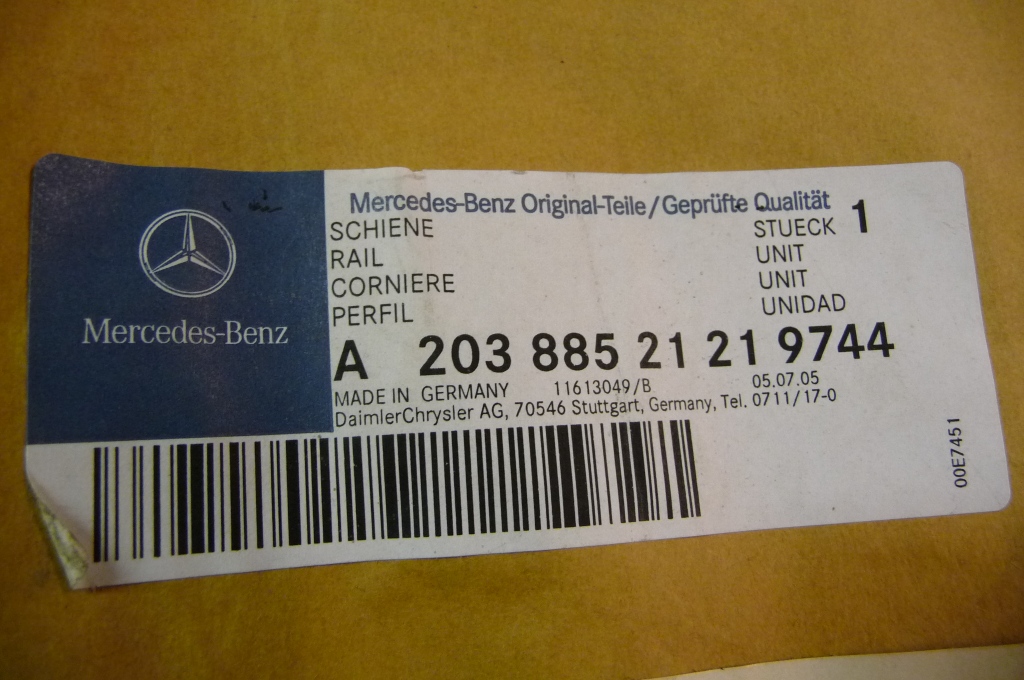 Mercedes-Benz
Mercedes-Benz Original-Teile/Geprüfte Qualität
SCHIENE STUECK 1
RAIL UNIT
CORNIERE UNIT
PERFIL UNIDAD
A 203 885 21 21 9744
MADE IN GERMANY 11613049/B 05.07.05
DaimlerChrysler AG, 70546 Stuttgart, Germany, Tel. 0711/17-0
00E7451